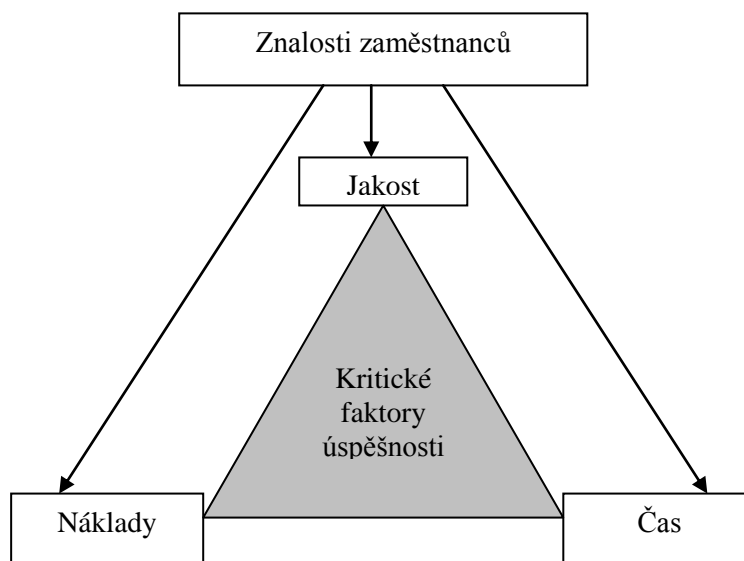 Znalosti zaměstnanců
Jakost
Kritické
faktory
úspěšnosti
Náklady
Čas